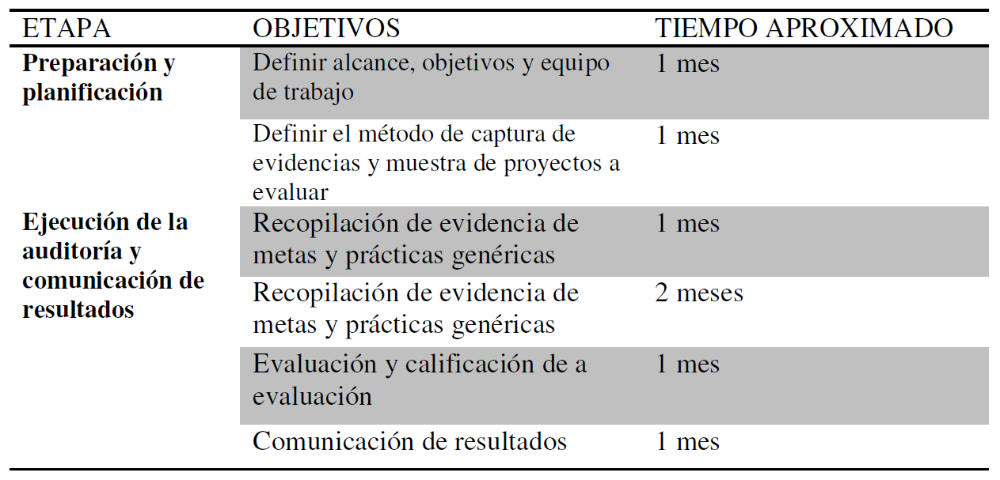 ETAPA OBJETIVOS TIEMPO APROXIMADO
Preparación y Definir alcance, objetivos y equipo 1 mes
planificación de trabajo
Definir el método de captura de 1 mes
evidencias y muestra de proyectos a
evaluar
Ejecución de la Recopilación de evidencia de 1 mes
auditoría y metas y prácticas genéricas
comunicación de Recopilación de evidencia de 2 meses
resultados metas y prácticas genéricas
Evaluación y calificación de a 1 mes
evaluación
Comunicación de resultados 1 mes